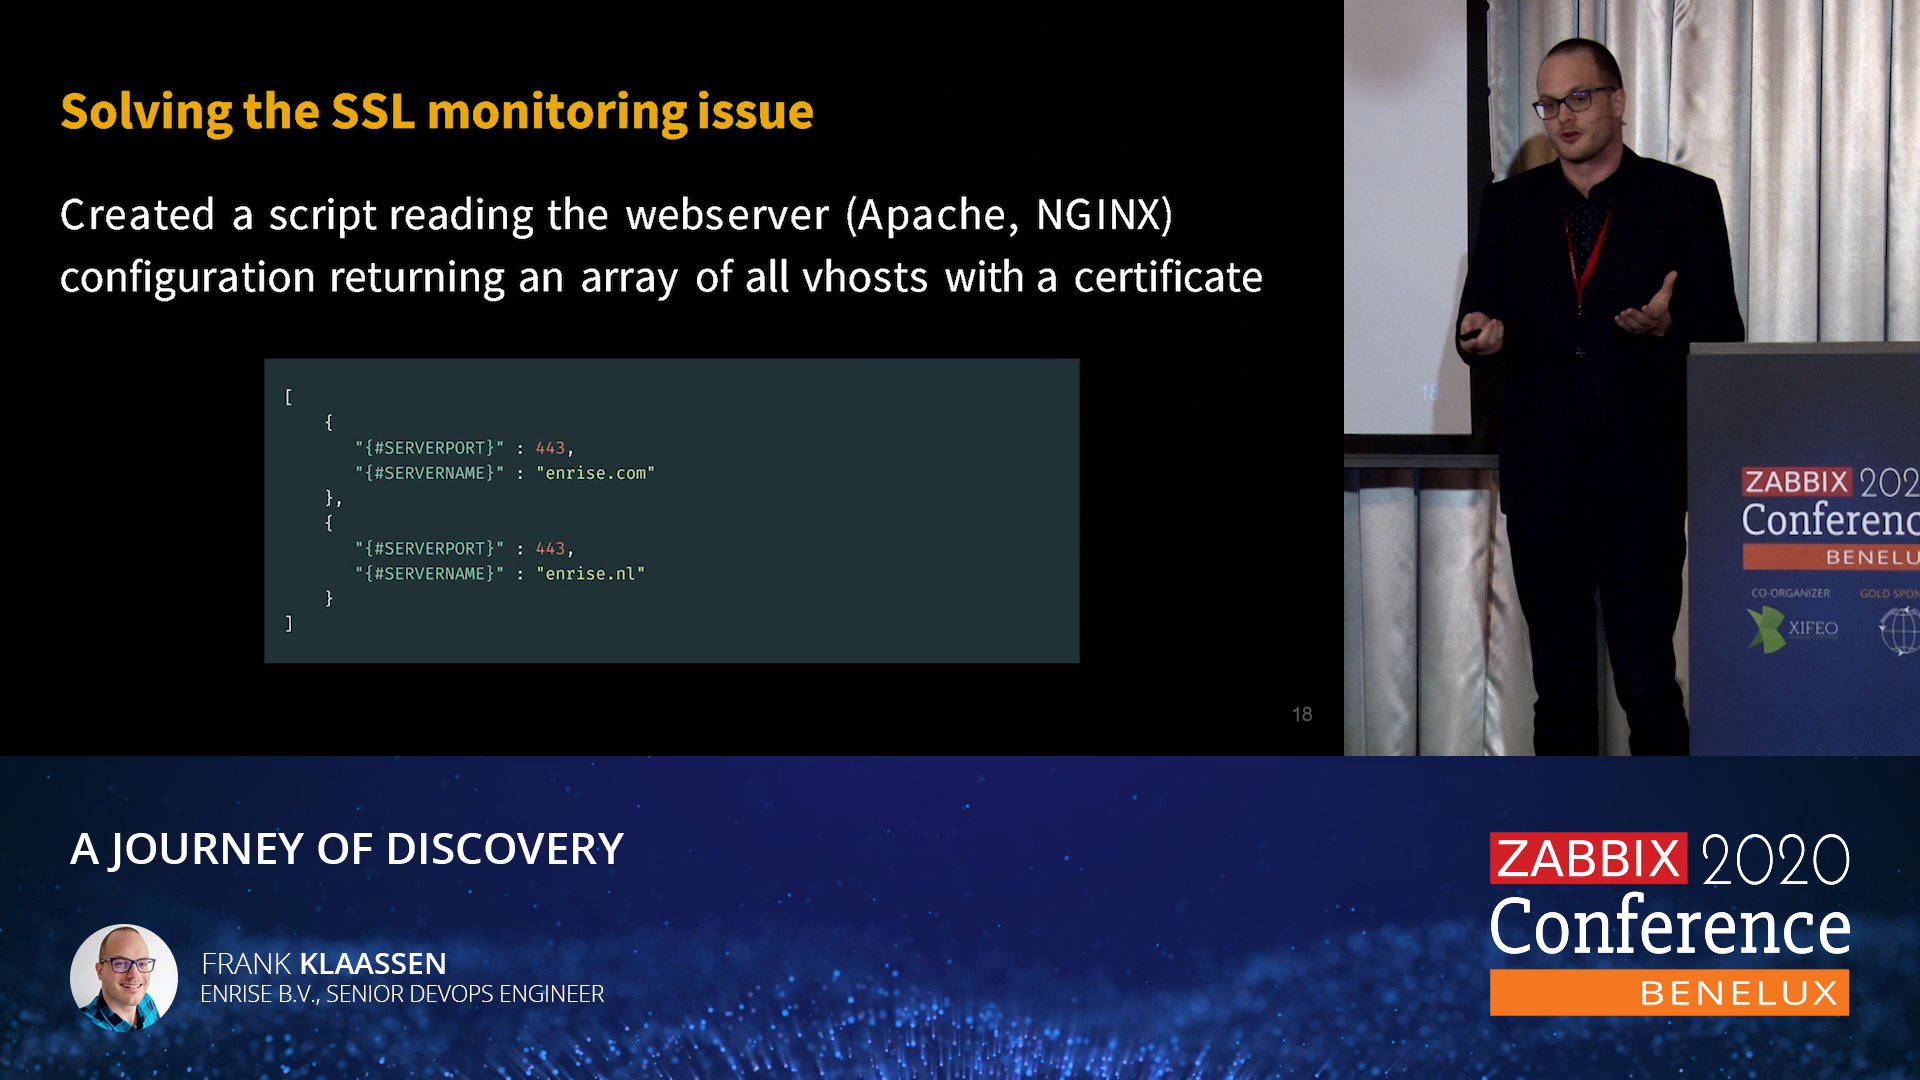 Solving the SSL monitoring issue
Created a script reading the webserver (Apache, NGINX)
configuration returning an array of all vhosts with a certificate
[
{
"{#SERVERPORT}" : 443,
"{#SERVERNAME}" : "enrise.com"
},
{
"{#SERVERPORT}" : 443,
"{#SERVERNAME}" : "enrise.nl"
}
]
18
18
ZABBIX 202
Conferenc
BENELU
CO-ORGANIZER GOLD SPON
XIFEO
A JOURNEY OF DISCOVERY
FRANK KLAASSEN
ENRISE B.V., SENIOR DEVOPS ENGINEER
ZABBIX 2020
Conference
BENELUX